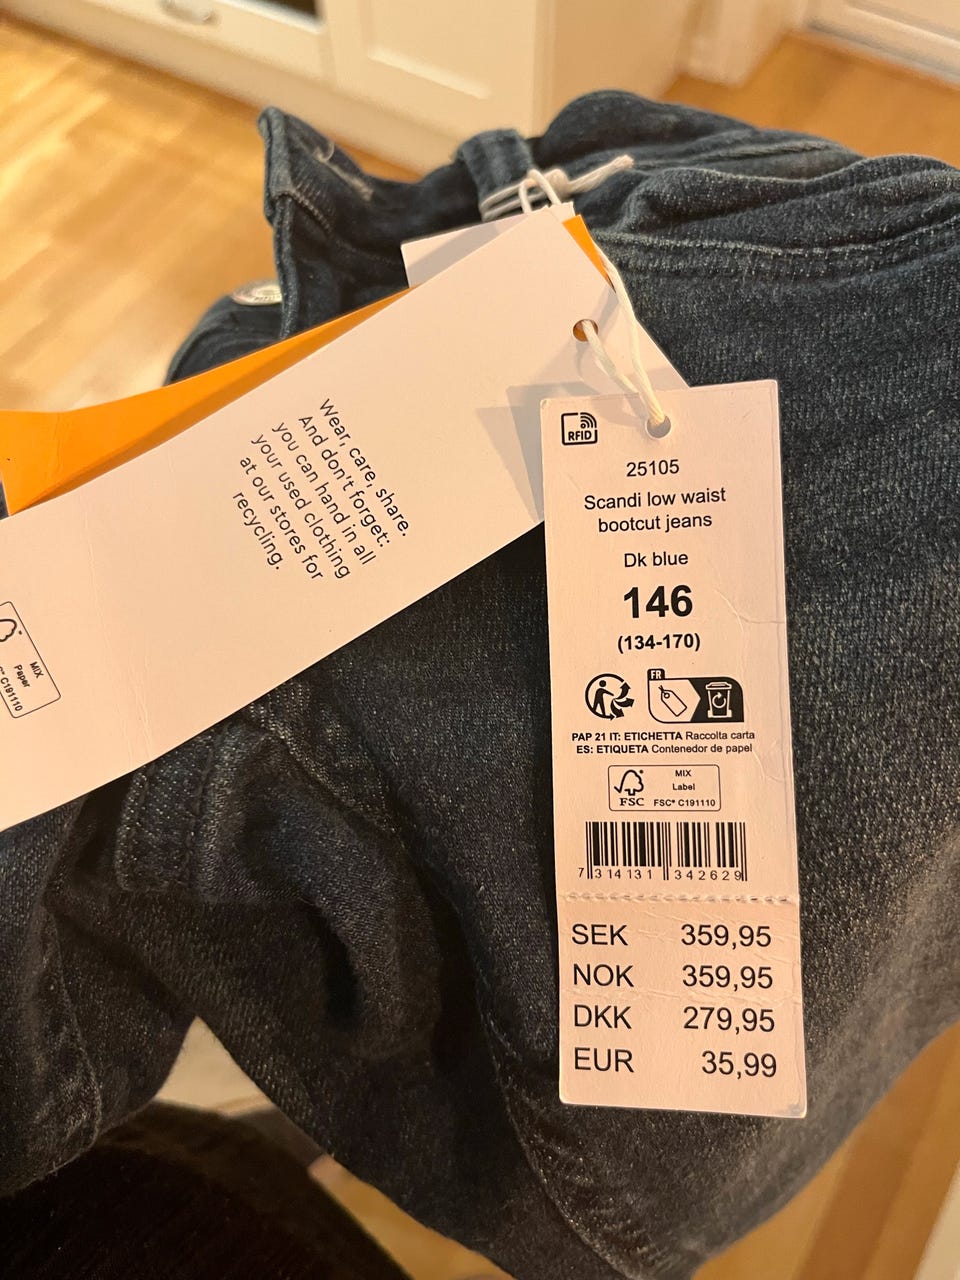 Wear, care, share.
And don't forget:
you can hand in all
your used clothing
at our stores for
recycling.
MIX
Paper
C191110
RFID
25105
Scandi low waist
bootcut jeans
Dk blue
146
(134-170)
FR
PAP 21 IT: ETICHETTA Raccolta carta
ES: ETIQUETA Contenedor de papel
FSC
MIX
Label
FSC® C191110
7 314131 342629
SEK 359,95
NOK 359,95
DKK 279,95
EUR 35,99